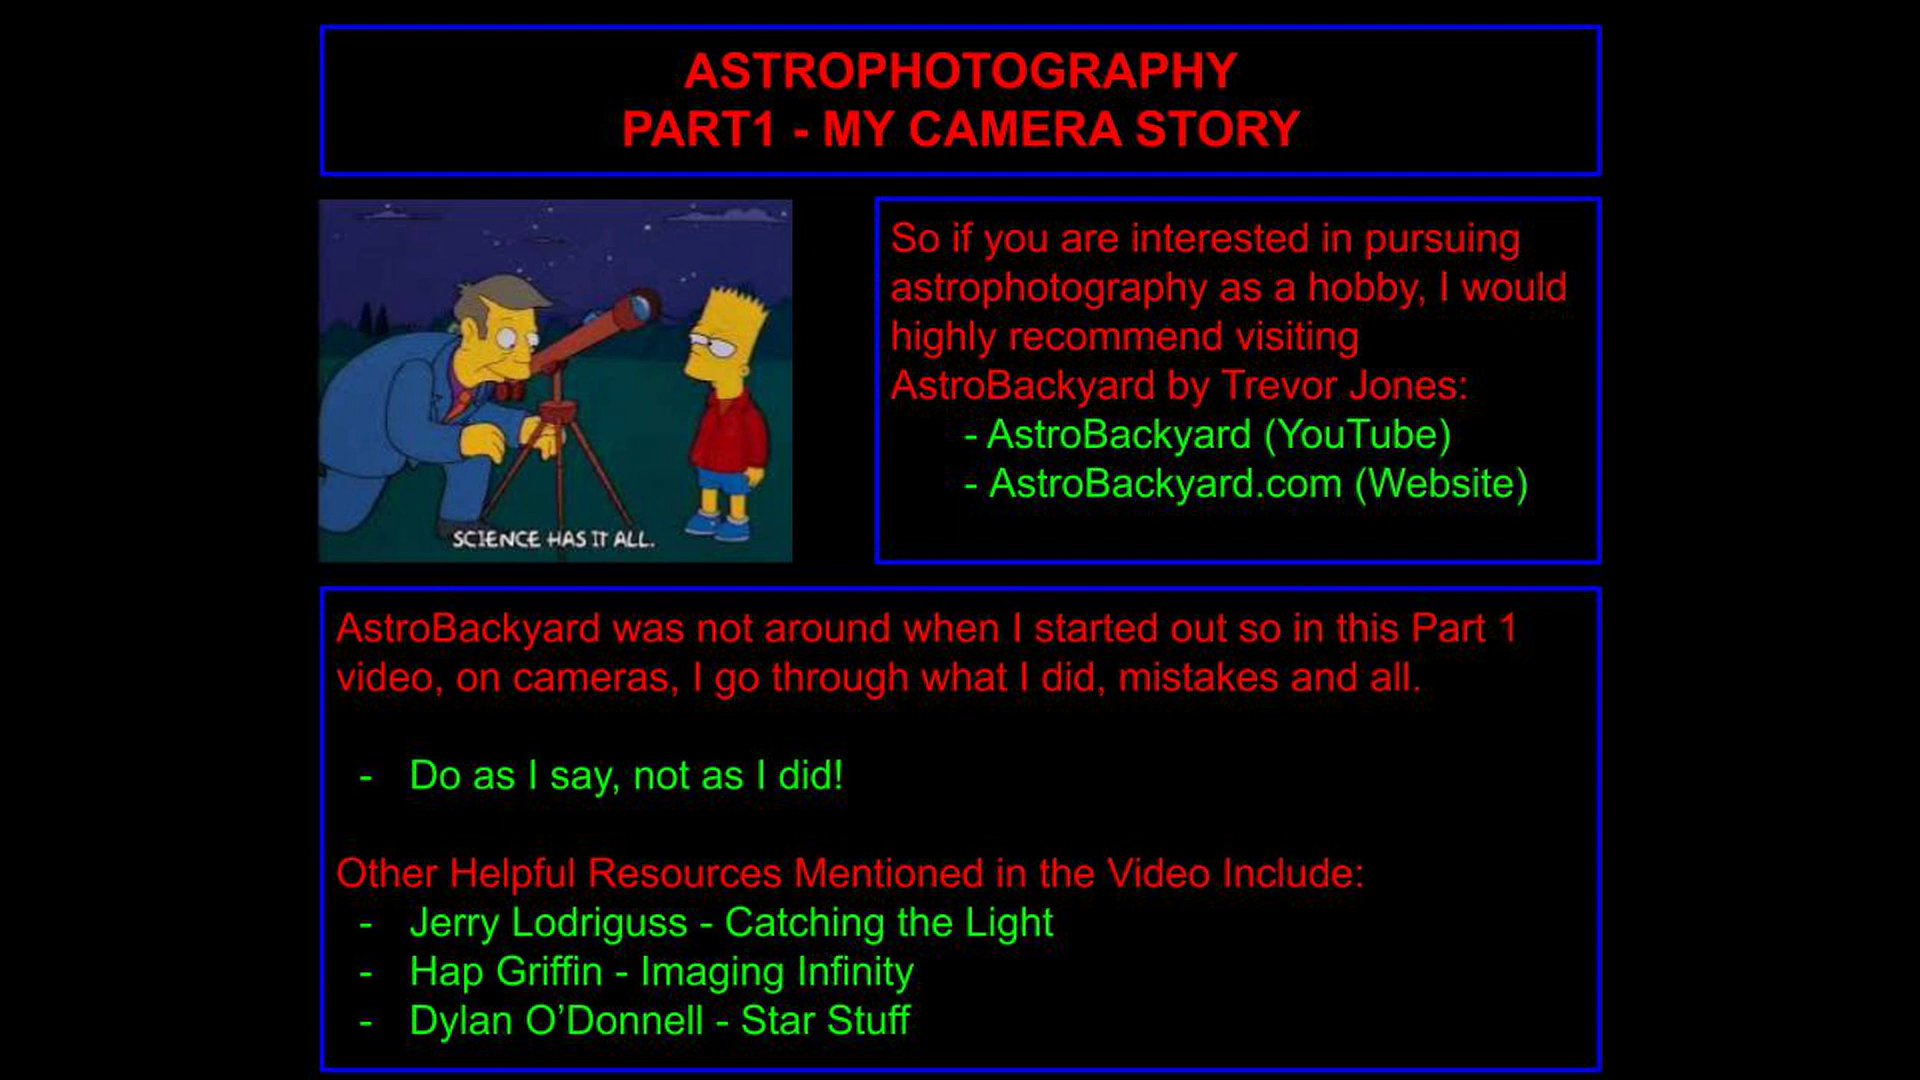 ASTROPHOTOGRAPHY
PART1 - MY CAMERA STORY
SCIENCE HAS IT ALL.
So if you are interested in pursuing
astrophotography as a hobby, I would
highly recommend visiting
AstroBackyard by Trevor Jones:
- AstroBackyard (YouTube)
- AstroBackyard.com (Website)
AstroBackyard was not around when I started out so in this Part 1
video, on cameras, I go through what I did, mistakes and all.
- Do as I say, not as I did!
Other Helpful Resources Mentioned in the Video Include:
- Jerry Lodriguss - Catching the Light
- Hap Griffin - Imaging Infinity
- Dylan O’Donnell - Star Stuff